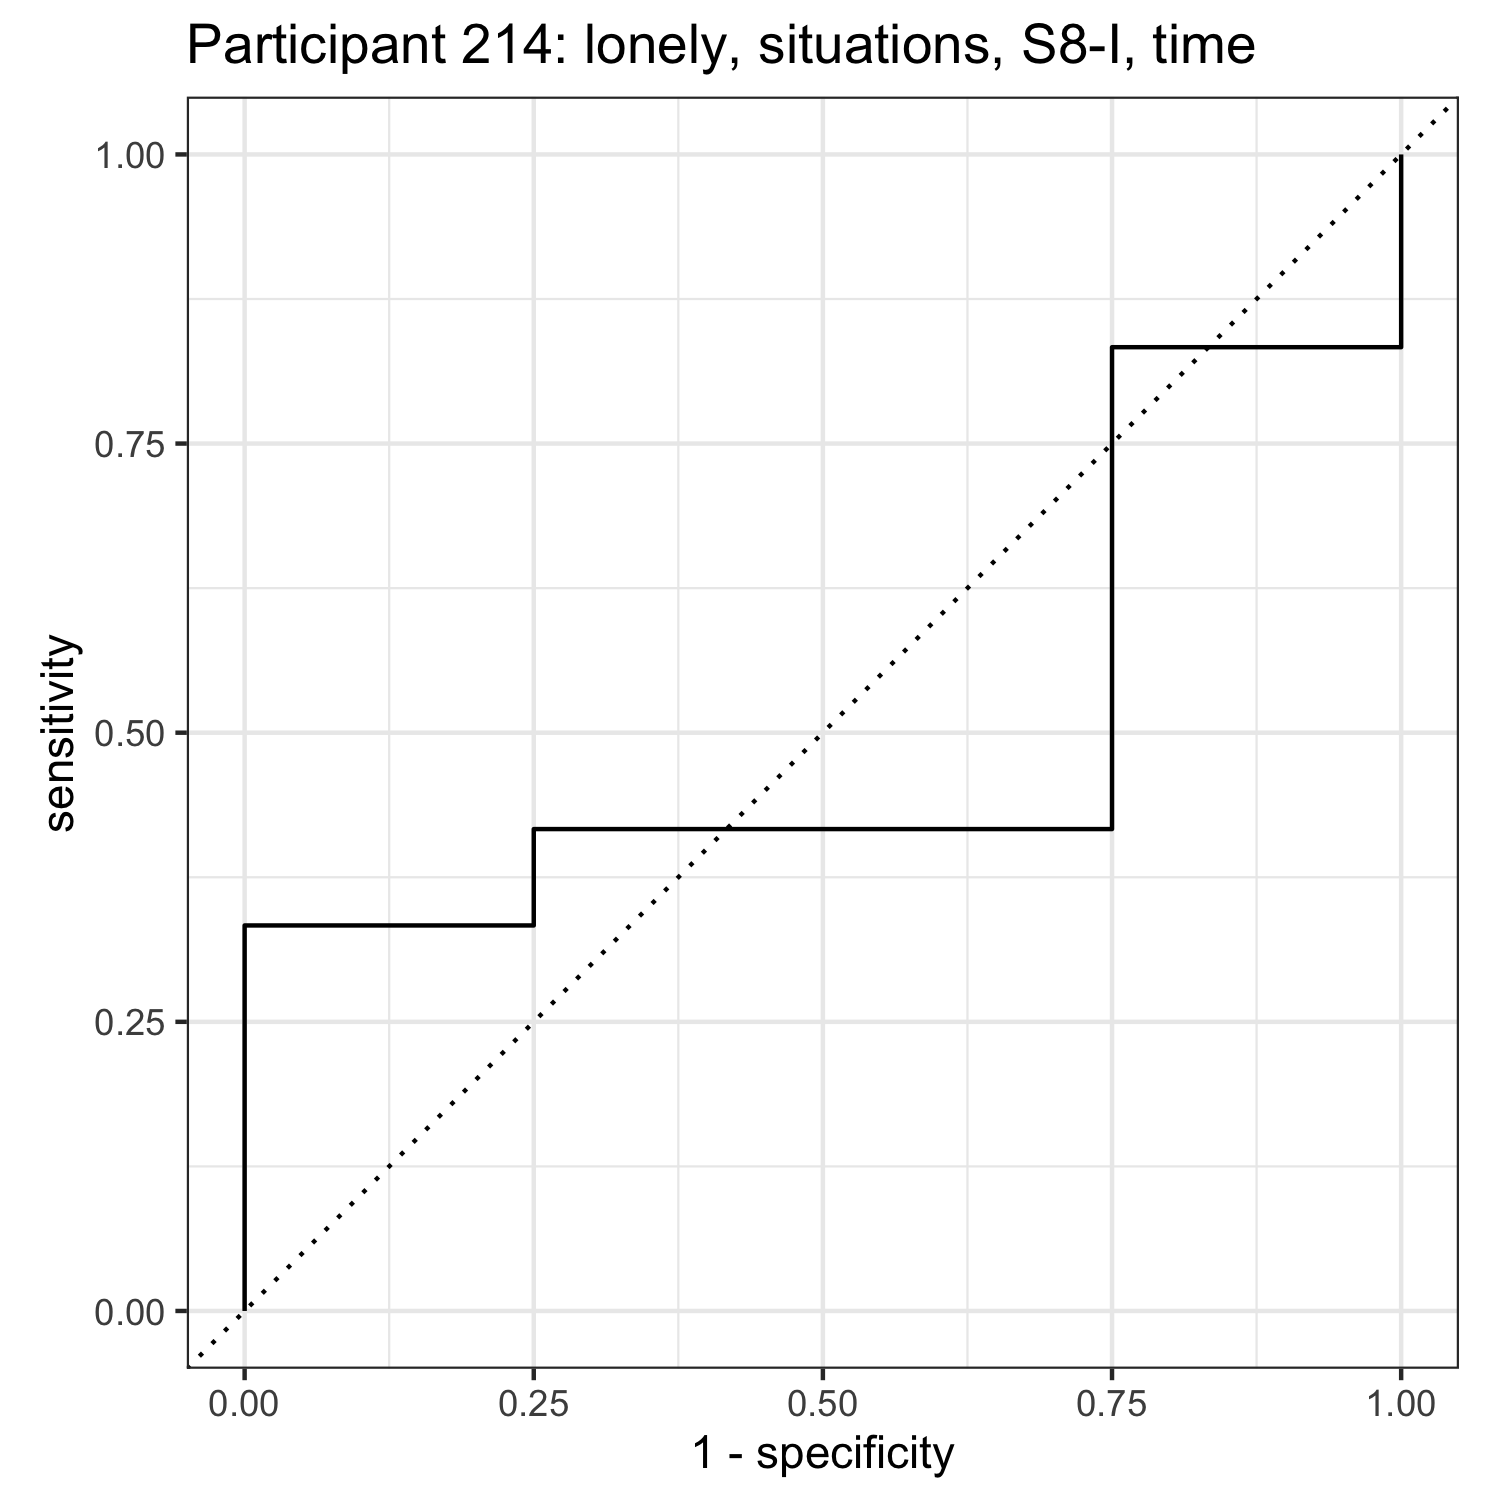 Participant 214: lonely, situations, S8-I, time
1.00
0.75
0.50
0.25
0.00
sensitivity
0.00 0.25 0.50 0.75 1.00
1 - specificity